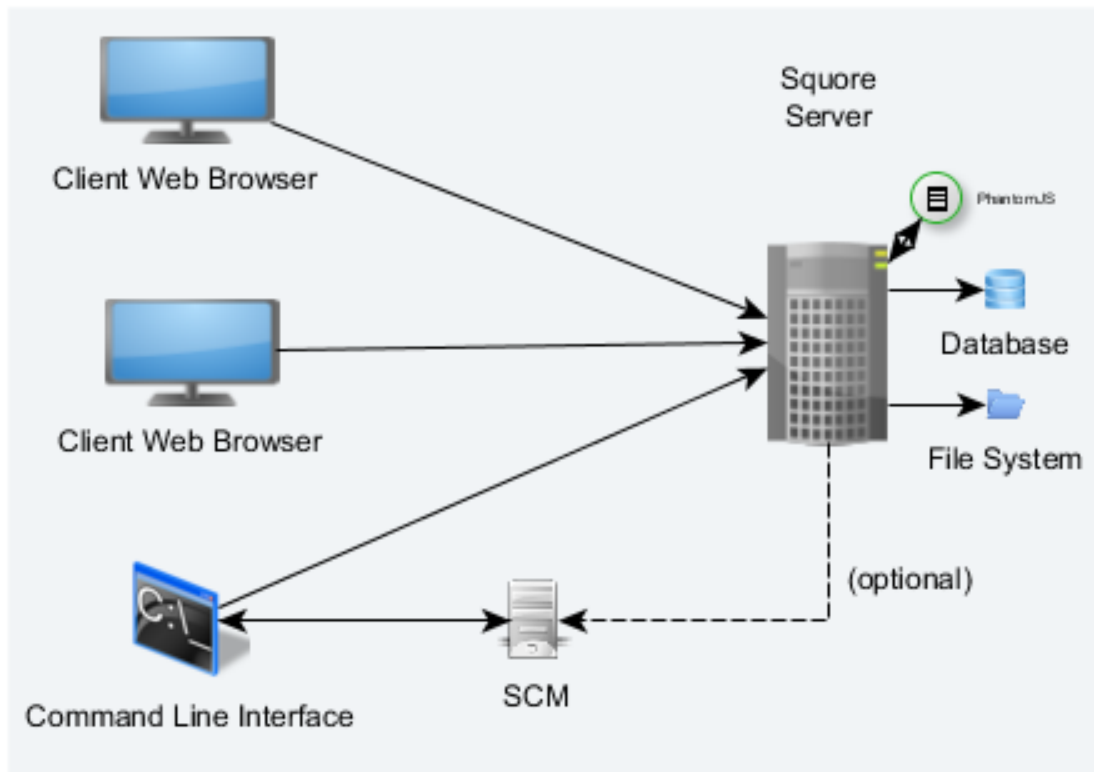 Squore
Server
Client Web Browser
PhantomJS
Database
Client Web Browser
File System
(optional)
C:\_
SCM
Command Line Interface